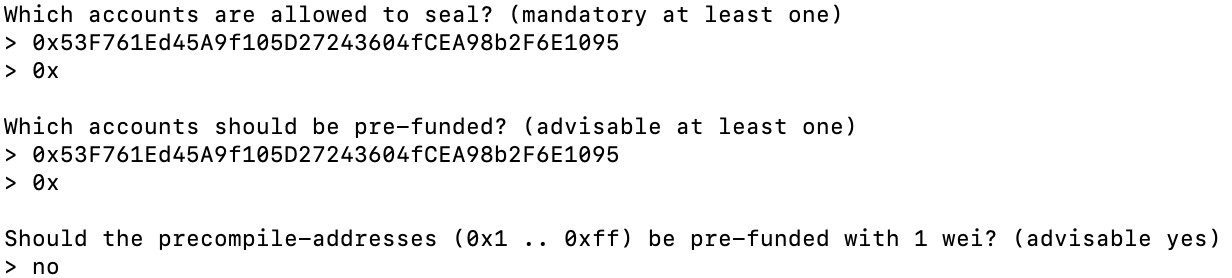 Which accounts are allowed to seal? (mandatory at least one)
> 0x53F761Ed45A9f105D27243604fCEA98b2F6E1095
> 0x
Which accounts should be pre-funded? (advisable at least one)
> 0x53F761Ed45A9f105D27243604fCEA98b2F6E1095
> 0x
Should the precompile-addresses (0x1 .. 0xff) be pre-funded with 1 wei? (advisable yes)
> no